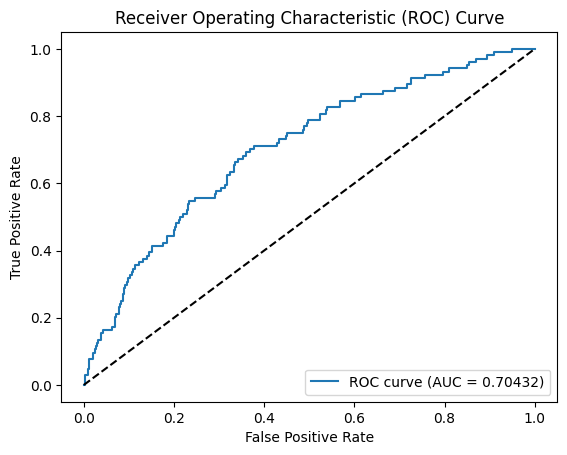 Receiver Operating Characteristic (ROC) Curve
1.0
0.8
0.6
0.4
0.2
0.0
True Positive Rate
ROC curve (AUC = 0.70432)
0.0 0.2 0.4 0.6 0.8 1.0
False Positive Rate